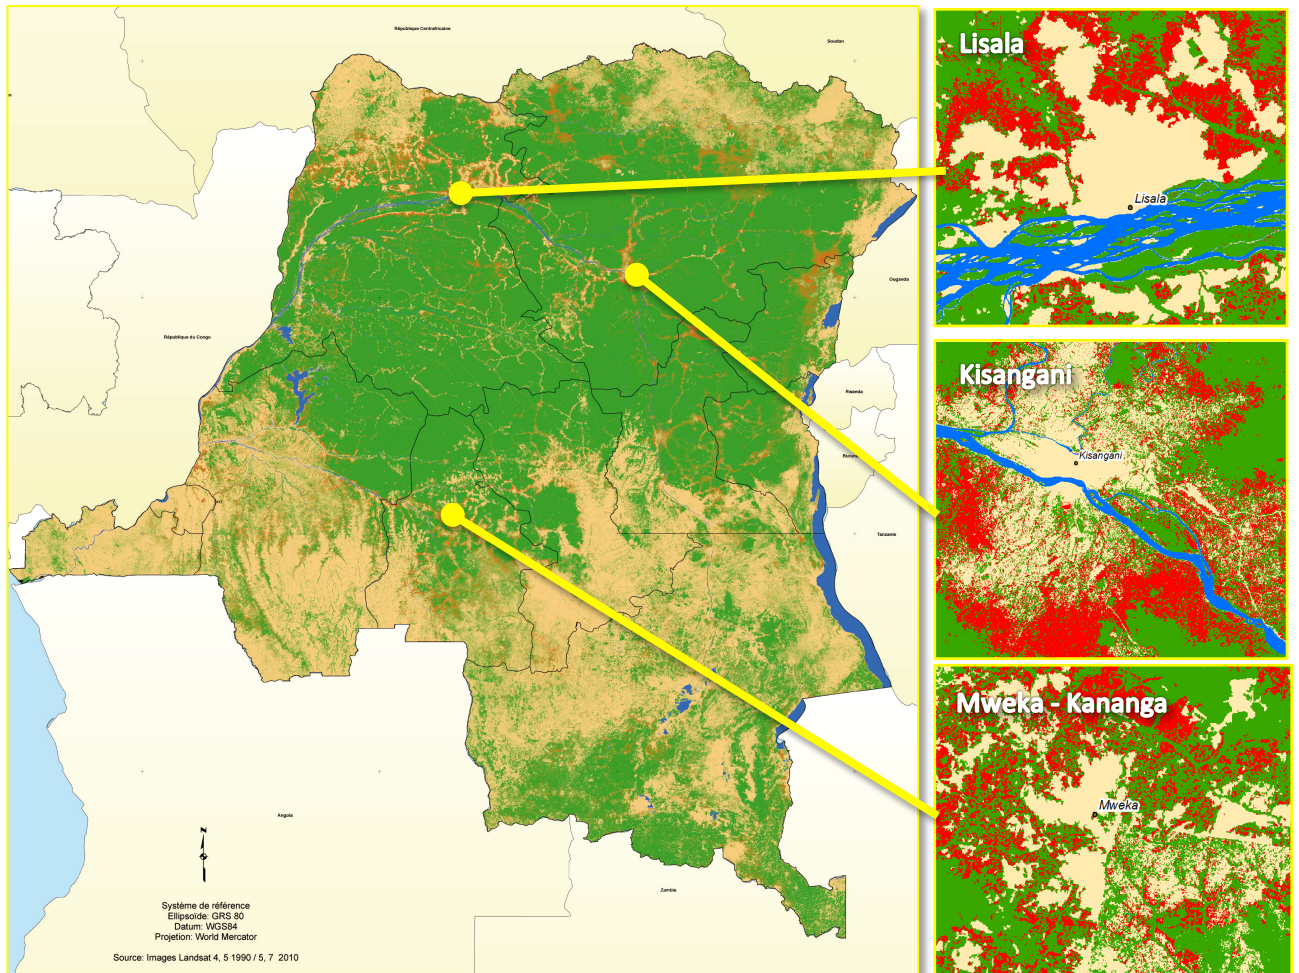 République Centrafricaine
Soudan
Ouganda
République du Congo
Rwanda
Tanzanie
Angola
Zambie
N
Système de référence
Ellipsoïde: GRS 80
Datum: WGS84
Projetion: World Mercator
Source: Images Landsat 4, 5 1990 / 5, 7 2010
Lisala
Lisala
Kisangani
Kisangani
Mweka - Kananga
Mweka